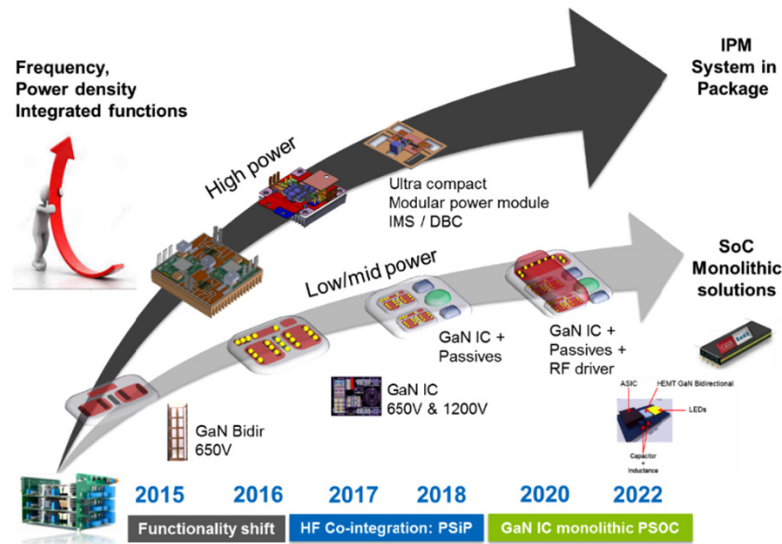 Frequency,
Power density
Integrated functions
IPM
System in
Package
High power
Ultra compact
Modular power module
IMS / DBC
Low/mid power
SoC
Monolithic
solutions
GaN IC +
Passives
GaN IC +
Passives +
RF driver
GaN Bidir
650V
GaN IC
650V & 1200V
ASIC
HEMT GaN Bidirectional
LEDs
Capacitor
+
Inductance
2015
2016
2017
2018
2020
2022
Functionality shift
HF Co-integration: PSiP
GaN IC monolithic PSOC